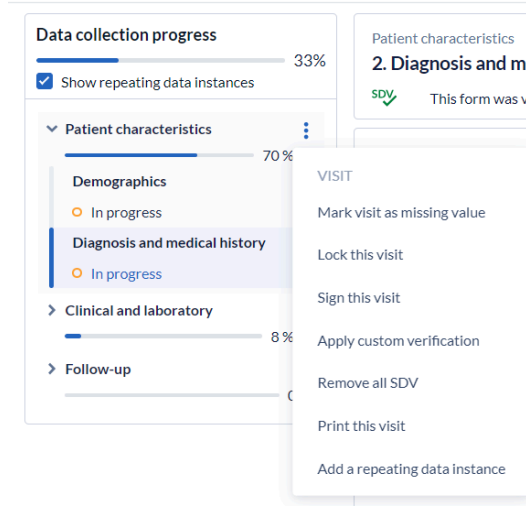 Data collection progress
33%
Show repeating data instances
Patient characteristics
70 %
Demographics
In progress
Diagnosis and medical history
In progress
Clinical and laboratory
8 %
Follow-up
Patient characteristics
2. Diagnosis and m
SDV
This form was v
VISIT
Mark visit as missing value
Lock this visit
Sign this visit
Apply custom verification
Remove all SDV
Print this visit
Add a repeating data instance